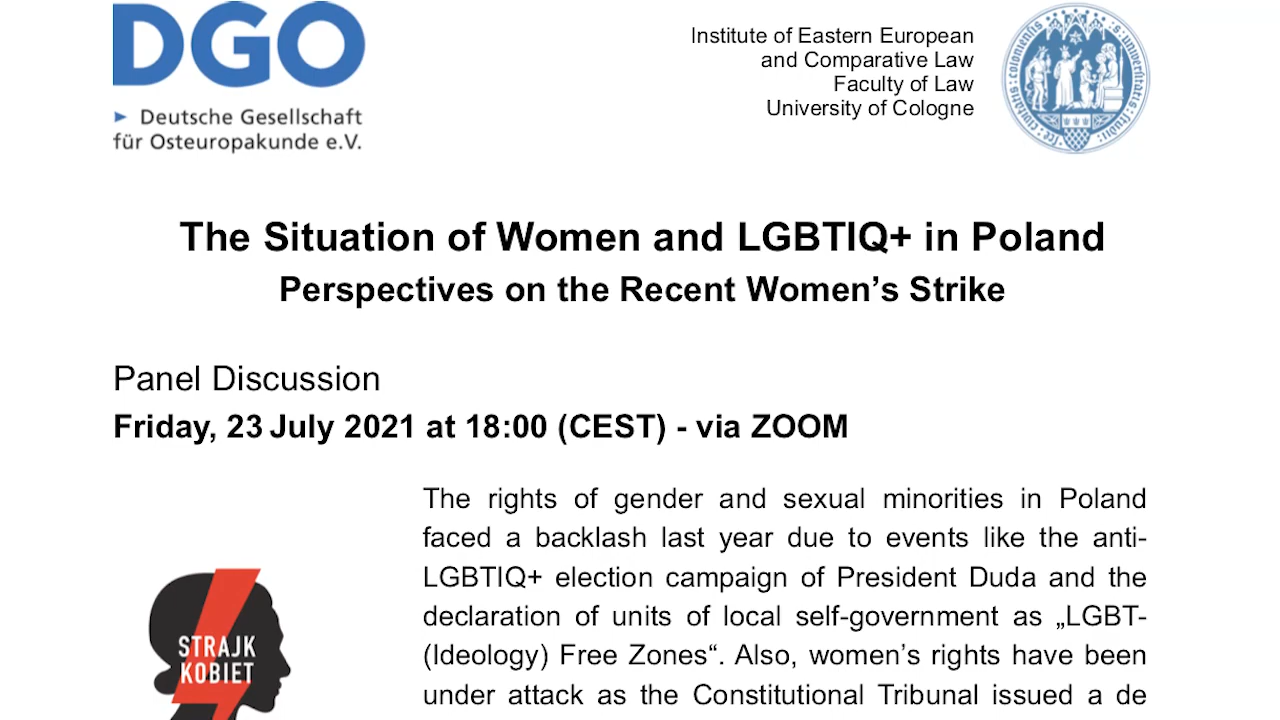 DGO
Deutsche Gesellschaft
für Osteuropakunde e.V.
Institute of Eastern European
and Comparative Law
Faculty of Law
University of Cologne
The Situation of Women and LGBTIQ+ in Poland
Perspectives on the Recent Women’s Strike
Panel Discussion
Friday, 23 July 2021 at 18:00 (CEST) - via ZOOM
The rights of gender and sexual minorities in Poland
faced a backlash last year due to events like the anti-
LGBTIQ+ election campaign of President Duda and the
declaration of units of local self-government as „LGBT-
(Ideology) Free Zones“. Also, women’s rights have been
under attack as the Constitutional Tribunal issued a de
STRAJK
KOBIET